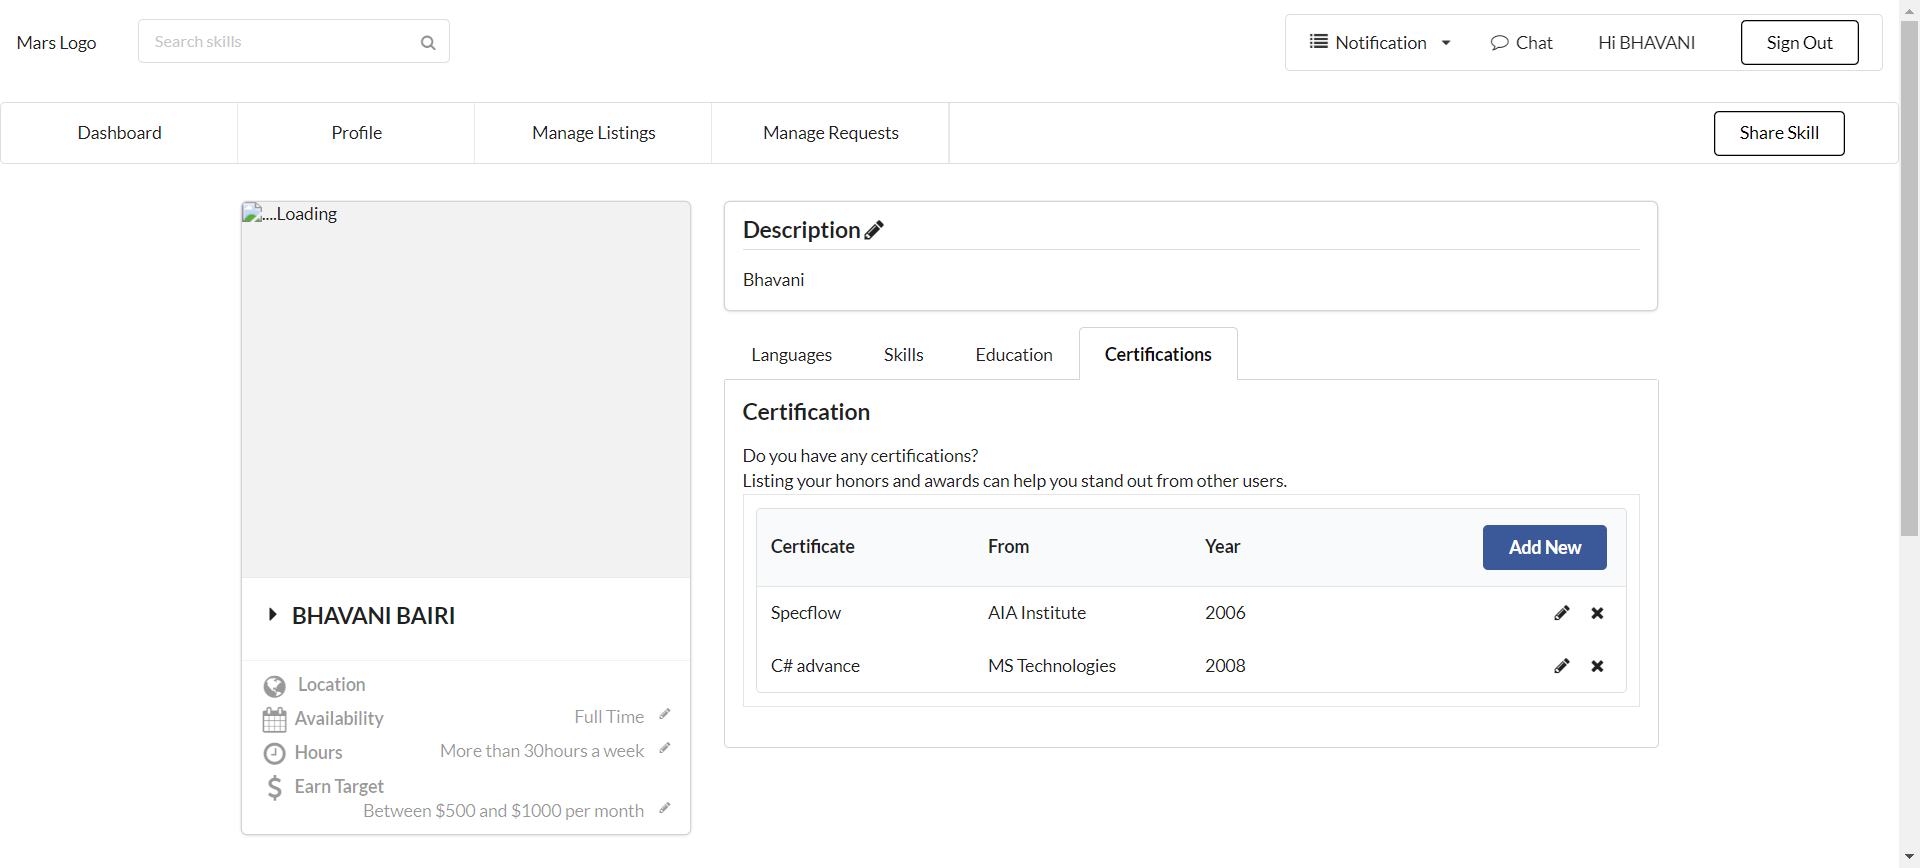 Mars Logo
Search skills
Notification
Chat
Hi BHAVANI
Sign Out
Dashboard
Profile
Manage Listings
Manage Requests
Share Skill
....Loading
BHAVANI BAIRI
Location
Availability
Full Time
Hours
More than 30hours a week
Earn Target
Between $500 and $1000 per month
Description
Bhavani
Languages
Skills
Education
Certifications
Certification
Do you have any certifications?
Listing your honors and awards can help you stand out from other users.
Certificate From Year Add New
Specflow AIA Institute 2006
C# advance MS Technologies 2008